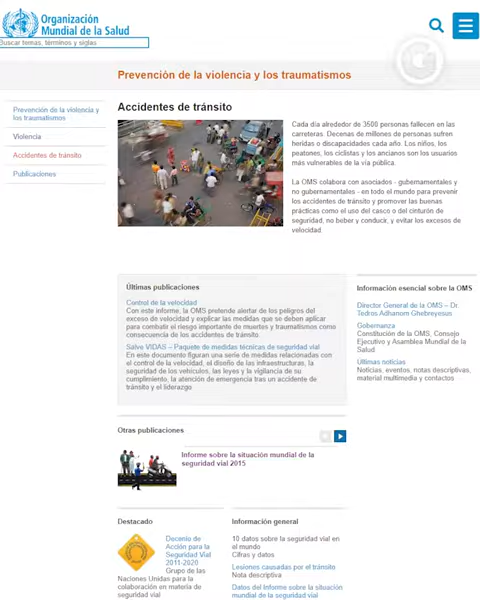 Organización
Mundial de la Salud
Buscar temas, términos y siglas
Prevención de la violencia y los traumatismos
Prevención de la violencia y
los traumatismos
Violencia
Accidentes de tránsito
Publicaciones
Accidentes de tránsito
Cada día alrededor de 3500 personas fallecen en las
carreteras. Decenas de millones de personas sufren
heridas o discapacidades cada año. Los niños, los
peatones, los ciclistas y los ancianos son los usuarios
más vulnerables de la vía pública.
La OMS colabora con asociados - gubernamentales y
no gubernamentales - en todo el mundo para prevenir
los accidentes de tránsito y promover las buenas
prácticas como el uso del casco o del cinturón de
seguridad, no beber y conducir, y evitar los excesos de
velocidad.
Últimas publicaciones
Control de la velocidad
Con este informe, la OMS pretende alertar de los peligros del
exceso de velocidad y explicar las medidas que se deben aplicar
para combatir el riesgo importante de muertes y traumatismos como
consecuencia de los accidentes de tránsito
Salve VIDAS – Paquete de medidas técnicas de seguridad vial
En este documento figuran una serie de medidas relacionadas con
el control de la velocidad, el diseño de las infraestructuras, la
seguridad de los vehículos, las leyes y la vigilancia de su
cumplimiento, la atención de emergencia tras un accidente de
tránsito y el liderazgo
Información esencial sobre la OMS
Director General de la OMS – Dr.
Tedros Adhanom Ghebreyesus
Gobernanza
Constitución de la OMS, Consejo
Ejecutivo y Asamblea Mundial de la
Salud
Ultimas noticias
Noticias, eventos, notas descriptivas,
material multimedia y contactos
Otras publicaciones
Informe sobre la situación mundial de la
seguridad vial 2015
Destacado
Decenio de
Acción para la
Seguridad Vial
2011-2020
Grupo de las
Naciones Unidas para la
colaboración en materia de
seguridad vial
Información general
10 datos sobre la seguridad vial en
el mundo
Cifras y datos
Lesiones causadas por el tránsito
Nota descriptiva
Datos del Informe sobre la situación
mundial de la seguridad vial